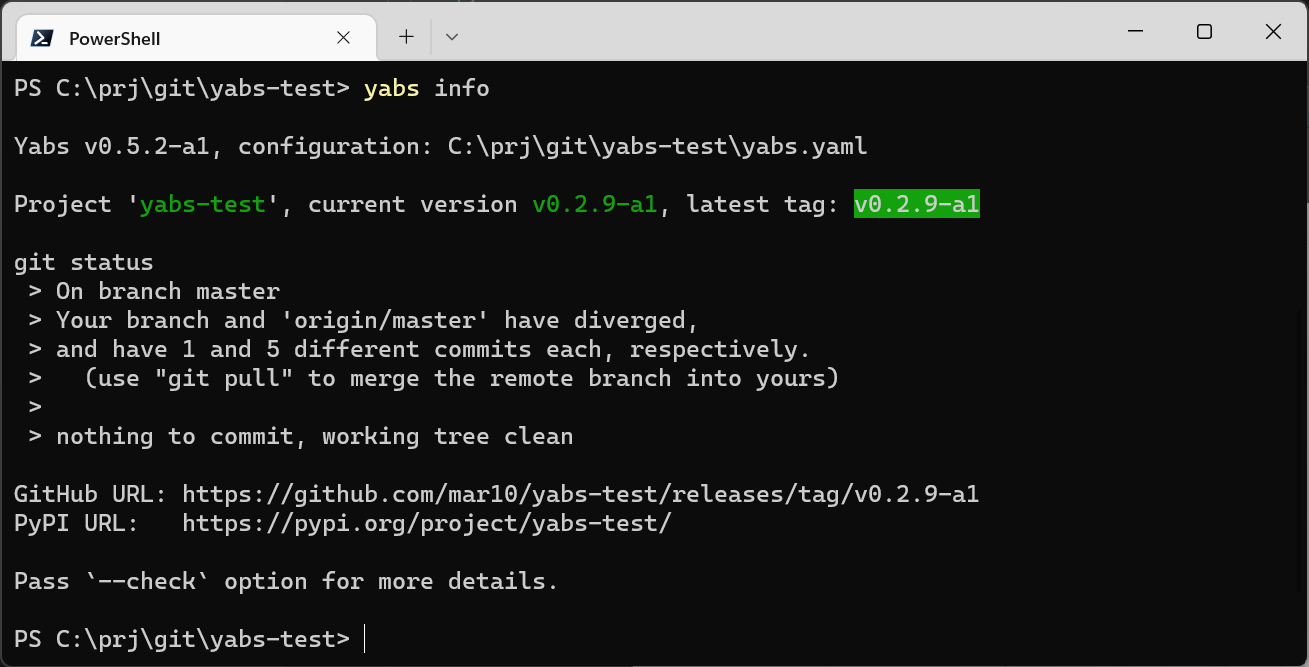 PowerShell
PS C:\prj\git\yabs-test> yabs info
Yabs v0.5.2-a1, configuration: C:\prj\git\yabs-test\yabs.yaml
Project 'yabs-test', current version v0.2.9-a1, latest tag: v0.2.9-a1
git status
 > On branch master
 > Your branch and 'origin/master' have diverged,
 > and have 1 and 5 different commits each, respectively.
 >   (use "git pull" to merge the remote branch into yours)
 >
 > nothing to commit, working tree clean
GitHub URL: https://github.com/mar10/yabs-test/releases/tag/v0.2.9-a1
PyPI URL:   https://pypi.org/project/yabs-test/
Pass `--check` option for more details.
PS C:\prj\git\yabs-test>